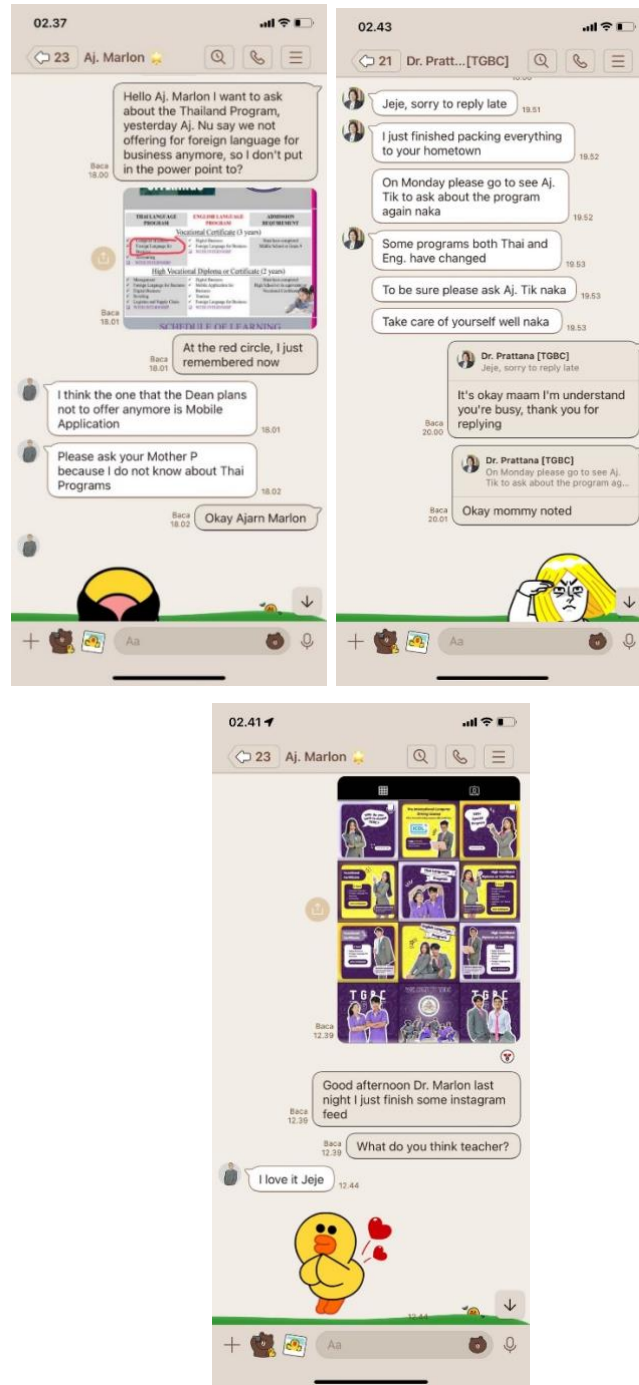 02.37
23 Aj. Marlon
Hello Aj. Marlon I want to ask
about the Thailand Program,
yesterday Aj. Nu say we not
offering for foreign language for
business anymore, so I don't put
in the power point to?
Baca
18.00
THAI LANGUAGE
PROGRAM
ENGLISH LANGUAGE
PROGRAM
ADMISSION
REQUIREMENT
Vocational Certificate (3 years)
Foreign Language for
Digital Business
Foreign Language for Business
High Vocational Diploma or Certificate (2 years)
SCHEDULE OF LEARNING
Baca
18.01
At the red circle, I just
remembered now
Baca
18.01
I think the one that the Dean plans
not to offer anymore is Mobile
Application
18.01
Please ask your Mother P
because I do not know about Thai
Programs
18.02
Baca
18.02
Okay Ajarn Marlon
Aa
02.43
21 Dr. Pratt...[TGBC]
Jeje, sorry to reply late
19.51
I just finished packing everything
to your hometown
19.52
On Monday please go to see Aj.
Tik to ask about the program
again naka
19.52
Some programs both Thai and
Eng. have changed
19.53
To be sure please ask Aj. Tik naka
19.53
Take care of yourself well naka
19.53
Dr. Prattana [TGBC]
Jeje, sorry to reply late
It's okay maam I'm understand
you're busy, thank you for
replying
Baca
20.00
Dr. Prattana [TGBC]
On Monday please go to see Aj.
Tik to ask about the program ag...
Okay mommy noted
Baca
20.01
Aa
02.41
23 Aj. Marlon
TGBC
TGBC
Baca
12.39
Good afternoon Dr. Marlon last
night I just finish some instagram
feed
Baca
12.39
What do you think teacher?
Baca
12.39
I love it Jeje
12.44
12.44
Aa